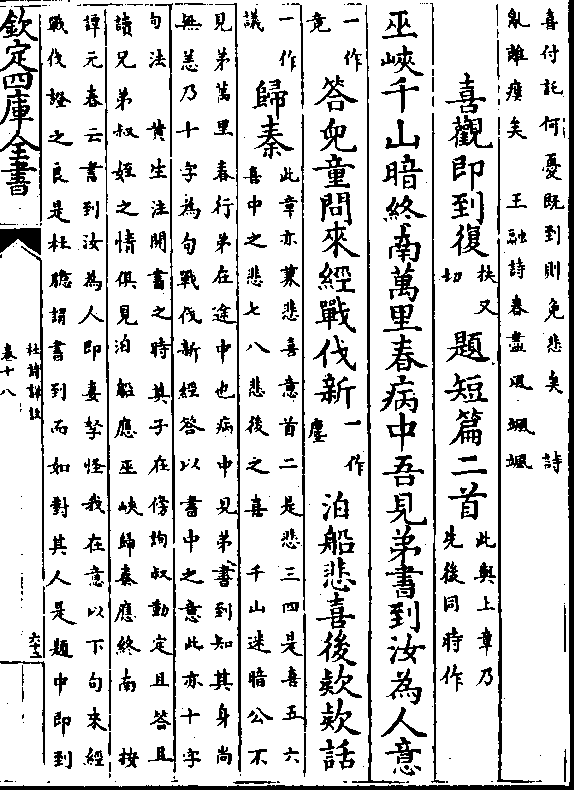 喜付託何憂既到則免悲矣　詩
亂離瘼矣　王融詩春盡風颯颯
喜觀即到復扶又切題短篇二首此與上章乃先後同時作
巫峽千山暗終南萬里春病中吾見弟書到汝為人意
一作竟答兒童問來經戰伐新一作塵泊船悲喜後欵欵話
一作議歸秦此章亦兼悲喜意首二是悲三四是喜五六
喜中之悲七八悲後之喜　千山迷暗公不
見弟萬里春行弟在途中也病中見弟書到知其身尚
無恙乃十字為句戰伐新經答以書中之意此亦十字
句法　黄生注開書之時其子在傍詢叔動定且答且
讀兄弟叔姪之情俱見泊船應巫峽歸秦應終南　按
譚元春云書到汝為人即妻孥怪我在意以下句來經
戰伐證之良是杜臆謂書到而如對其人是題中即到
欽定四庫全書
杜詩詳註
卷十八
六十二